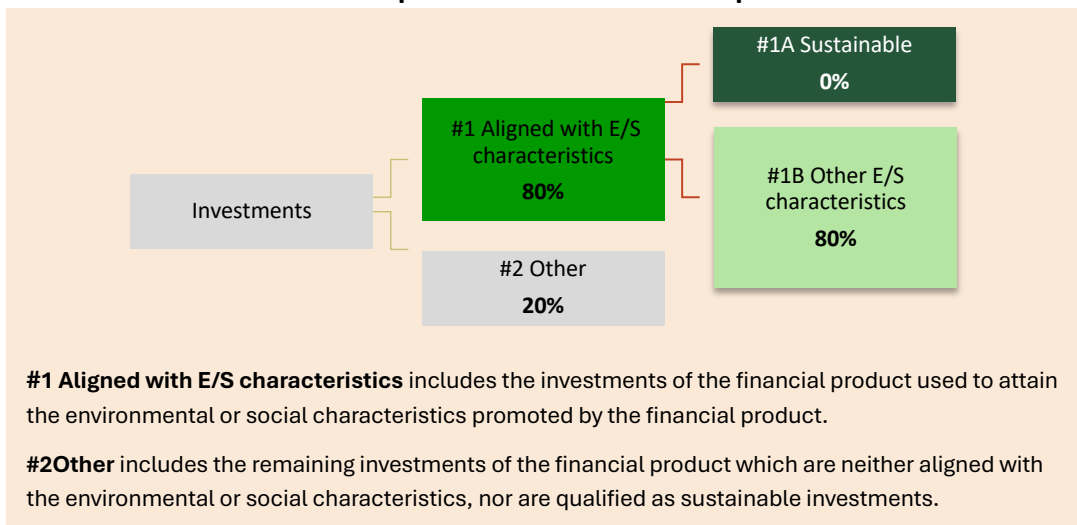 #1A Sustainable
0%
#1 Aligned with E/S
characteristics
80%
#1B Other E/S
characteristics
80%
Investments
#2 Other
20%
#1 Aligned with E/S characteristics includes the investments of the financial product used to attain
the environmental or social characteristics promoted by the financial product.
#2Other includes the remaining investments of the financial product which are neither aligned with
the environmental or social characteristics, nor are qualified as sustainable investments.